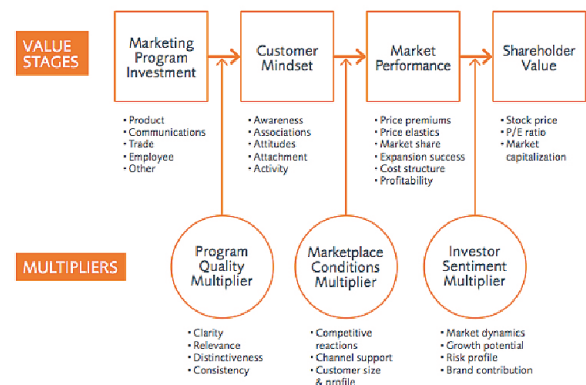 VALUE
STAGES
Marketing
Program
Investment
Customer
Mindset
Market
Performance
Shareholder
Value
• Product
• Communications
• Trade
• Employee
• Other
• Awareness
• Associations
• Attitudes
• Attachment
• Activity
• Price premiums
• Price elastics
• Market share
• Expansion success
• Cost structure
• Profitability
• Stock price
• P/E ratio
• Market
capitalization
MULTIPLIERS
Program
Quality
Multiplier
Marketplace
Conditions
Multiplier
Investor
Sentiment
Multiplier
• Clarity
• Relevance
• Distinctiveness
• Consistency
• Competitive
reactions
• Channel support
• Customer size
& profile
• Market dynamics
• Growth potential
• Risk profile
• Brand contribution